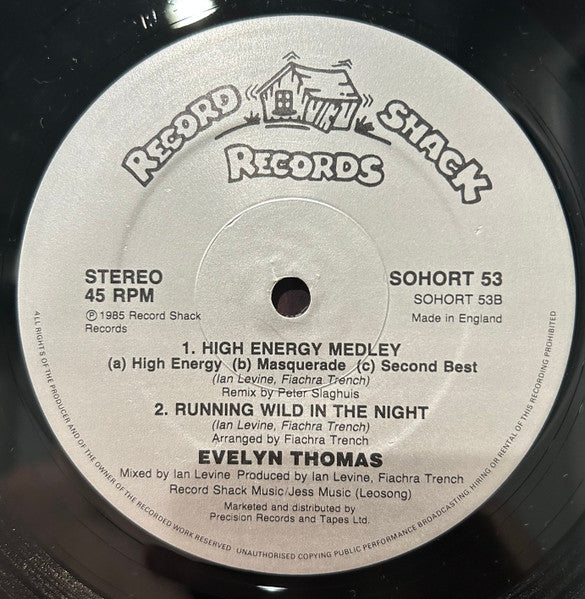 RECORD SHACK
RECORDS
STEREO
45 RPM
℗ 1985 Record Shack
Records
SOHORT 53
SOHORT 53B
Made in England
1. HIGH ENERGY MEDLEY
(a) High Energy (b) Masquerade (c) Second Best
(Ian Levine, Fiachra Trench)
Remix by Peter Slaghuis
2. RUNNING WILD IN THE NIGHT
(Ian Levine, Fiachra Trench)
Arranged by Fiachra Trench
EVELYN THOMAS
Mixed by Ian Levine Produced by Ian Levine, Fiachra Trench
Record Shack Music/Jess Music (Leosong)
Marketed and distributed by
Precision Records and Tapes Ltd.
ALL RIGHTS OF THE PRODUCER AND OF THE OWNER OF THE RECORDED WORK RESERVED UNAUTHORISED COPYING PUBLIC PERFORMANCE BROADCASTING, HIRING OR RENTAL OF THIS RECORDING PROHIBITED